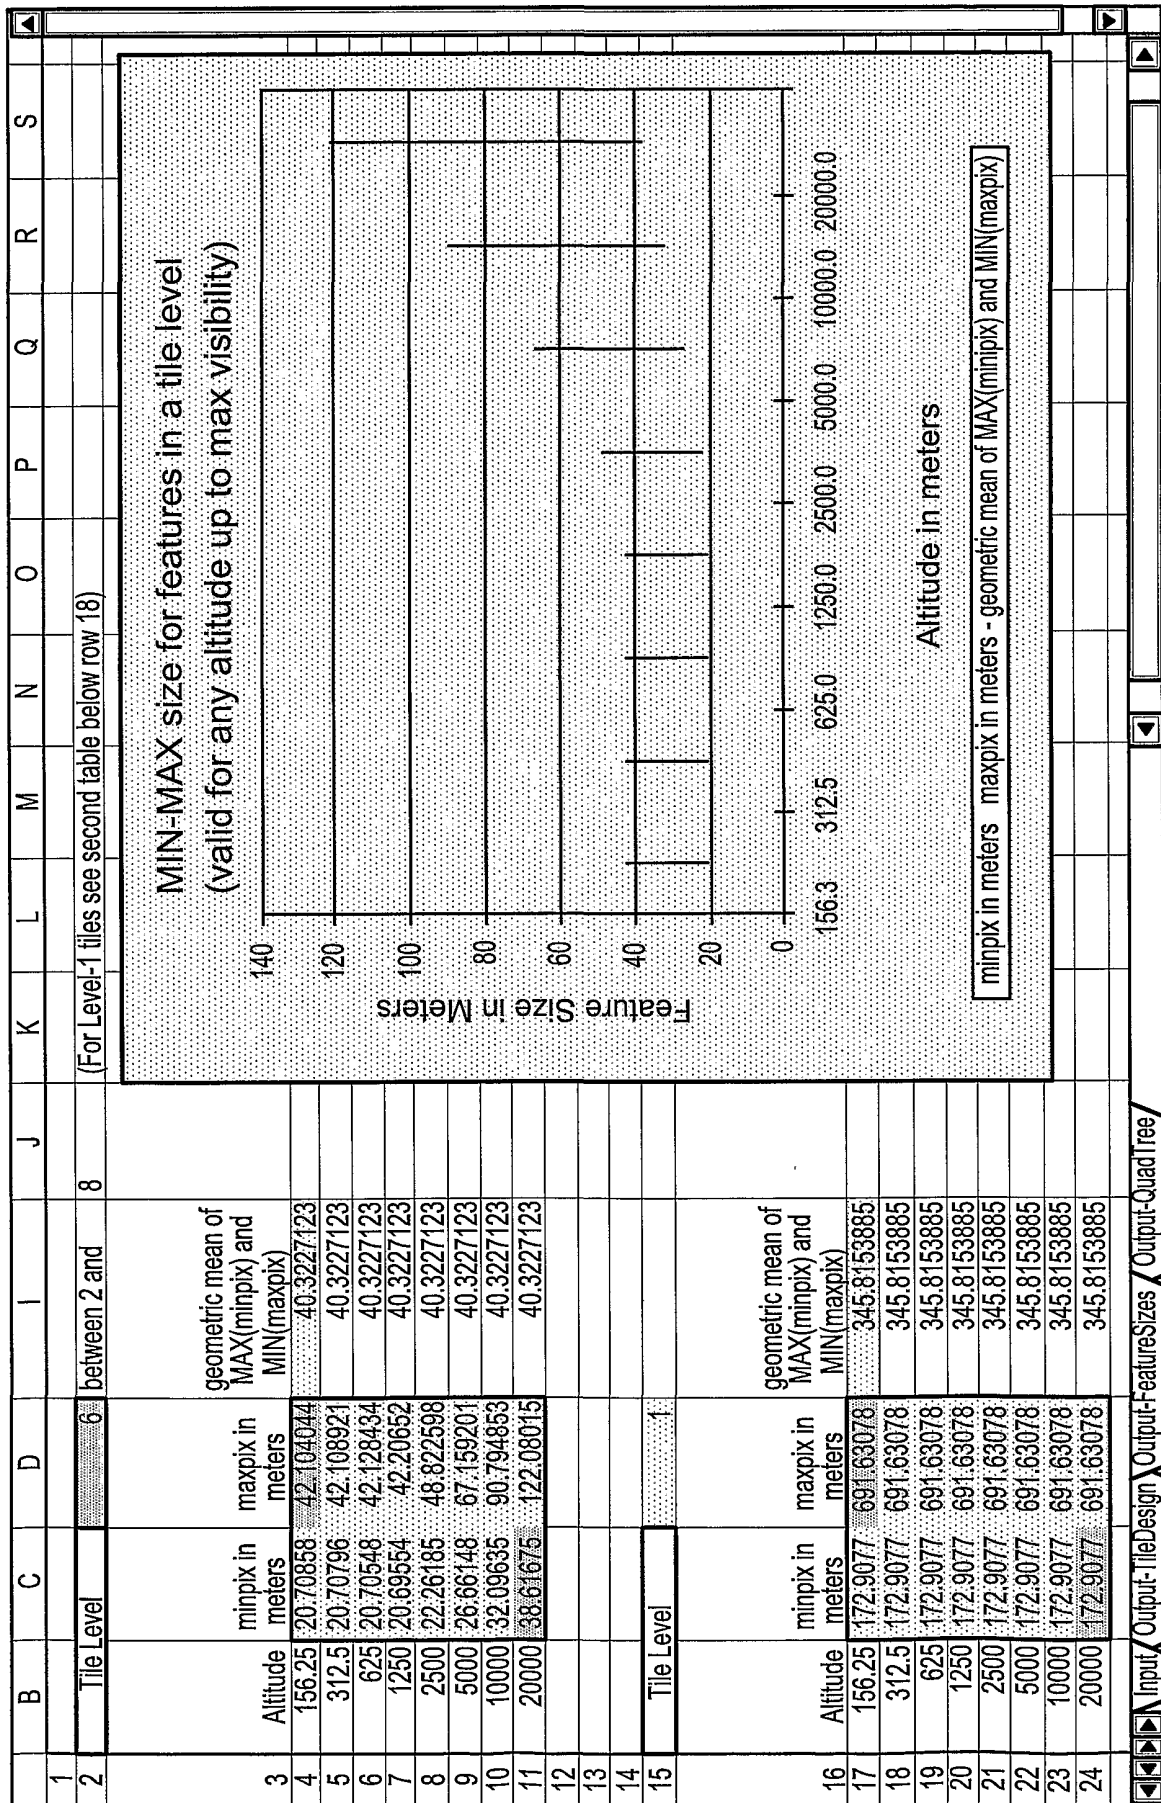 B C D I J K L M N O P Q R S
1
2 Tile Level 6 between 2 and 8 (For Level-1 tiles see second table below row 18)
3 Altitude minpix in meters maxpix in meters geometric mean of MAX(minpix) and MIN(maxpix)
4 156.25 20.70858 42.104044 40.3227123
5 312.5 20.70796 42.108921 40.3227123
6 625 20.70548 42.128434 40.3227123
7 1250 20.69554 42.20652 40.3227123
8 2500 22.26185 48.822598 40.3227123
9 5000 26.66148 67.159201 40.3227123
10 10000 32.09635 90.794853 40.3227123
11 20000 38.61675 122.08015 40.3227123
12
13
14
15 Tile Level 1
16 Altitude minpix in meters maxpix in meters geometric mean of MAX(minpix) and MIN(maxpix)
17 156.25 172.9077 691.63078 345.8153885
18 312.5 172.9077 691.63078 345.8153885
19 625 172.9077 691.63078 345.8153885
20 1250 172.9077 691.63078 345.8153885
21 2500 172.9077 691.63078 345.8153885
22 5000 172.9077 691.63078 345.8153885
23 10000 172.9077 691.63078 345.8153885
24 20000 172.9077 691.63078 345.8153885
MIN-MAX size for features in a tile level
(valid for any altitude up to max visibility)
Feature Size in Meters
140
120
100
80
60
40
20
0
156.3 312.5 625.0 1250.0 2500.0 5000.0 10000.0 20000.0
Altitude in meters
minpix in meters maxpix in meters - geometric mean of MAX(minipix) and MIN(maxpix)
Input Output-TileDesign Output-FeatureSizes Output-QuadTree